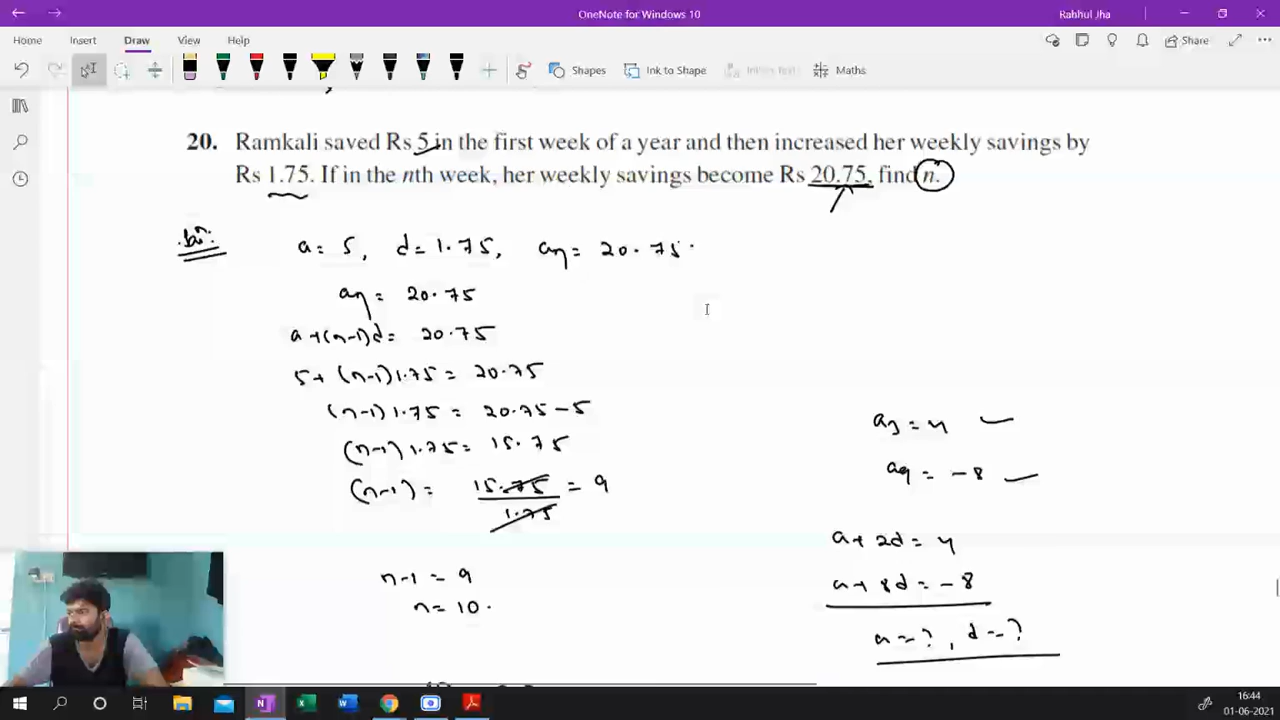 OneNote for Windows 10
Rabhul Jha
Home Insert Draw View Help
Share
Shapes Ink to Shape Ink to Text Maths
20. Ramkali saved Rs 5 in the first week of a year and then increased her weekly savings by
Rs 1.75. If in the nth week, her weekly savings become Rs 20.75, find n.
a = 5, d = 1.75, an = 20.75.
an = 20.75
a+(n-1)d = 20.75
5+(n-1)1.75 = 20.75
(n-1)1.75 = 20.75-5
(n-1)1.75 = 15.75
(n-1) = 15.75 = 9
1.75
n-1 = 9
n = 10.
a3 = 4
a9 = -8
a+2d = 4
a+8d = -8
a = ?, d = ?
16:44
01-06-2021